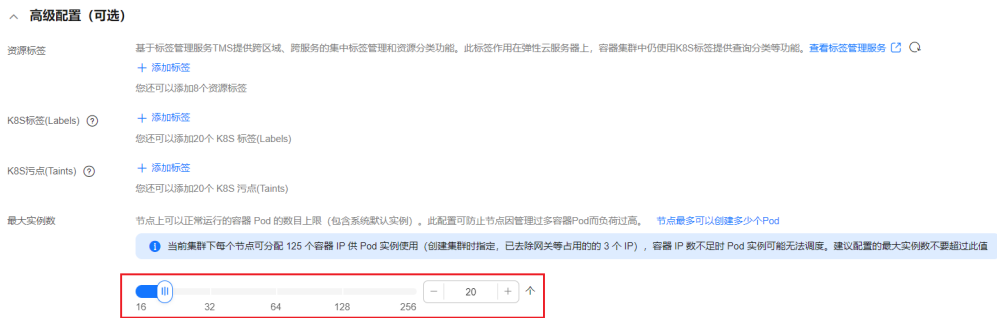 高级配置（可选）
资源标签
基于标签管理服务TMS提供跨区域、跨服务的集中标签管理和资源分类功能。此标签作用在弹性云服务器上，容器集群中仍使用K8S标签提供查询分类等功能。查看标签管理服务
+ 添加标签
您还可以添加8个资源标签
K8S标签(Labels) ?
+ 添加标签
您还可以添加20个 K8S 标签(Labels)
K8S污点(Taints) ?
+ 添加标签
您还可以添加20个 K8S 污点(Taints)
最大实例数
节点上可以正常运行的容器 Pod 的数目上限（包含系统默认实例）。此配置可防止节点因管理过多容器Pod而负荷过高。 节点最多可以创建多少个Pod
当前集群下每个节点可分配 125 个容器 IP 供 Pod 实例使用（创建集群时指定，已去除网关等占用的的 3 个 IP），容器 IP 数不足时 Pod 实例可能无法调度。建议配置的最大实例数不要超过此值
− 20 + 个
16 32 64 128 256